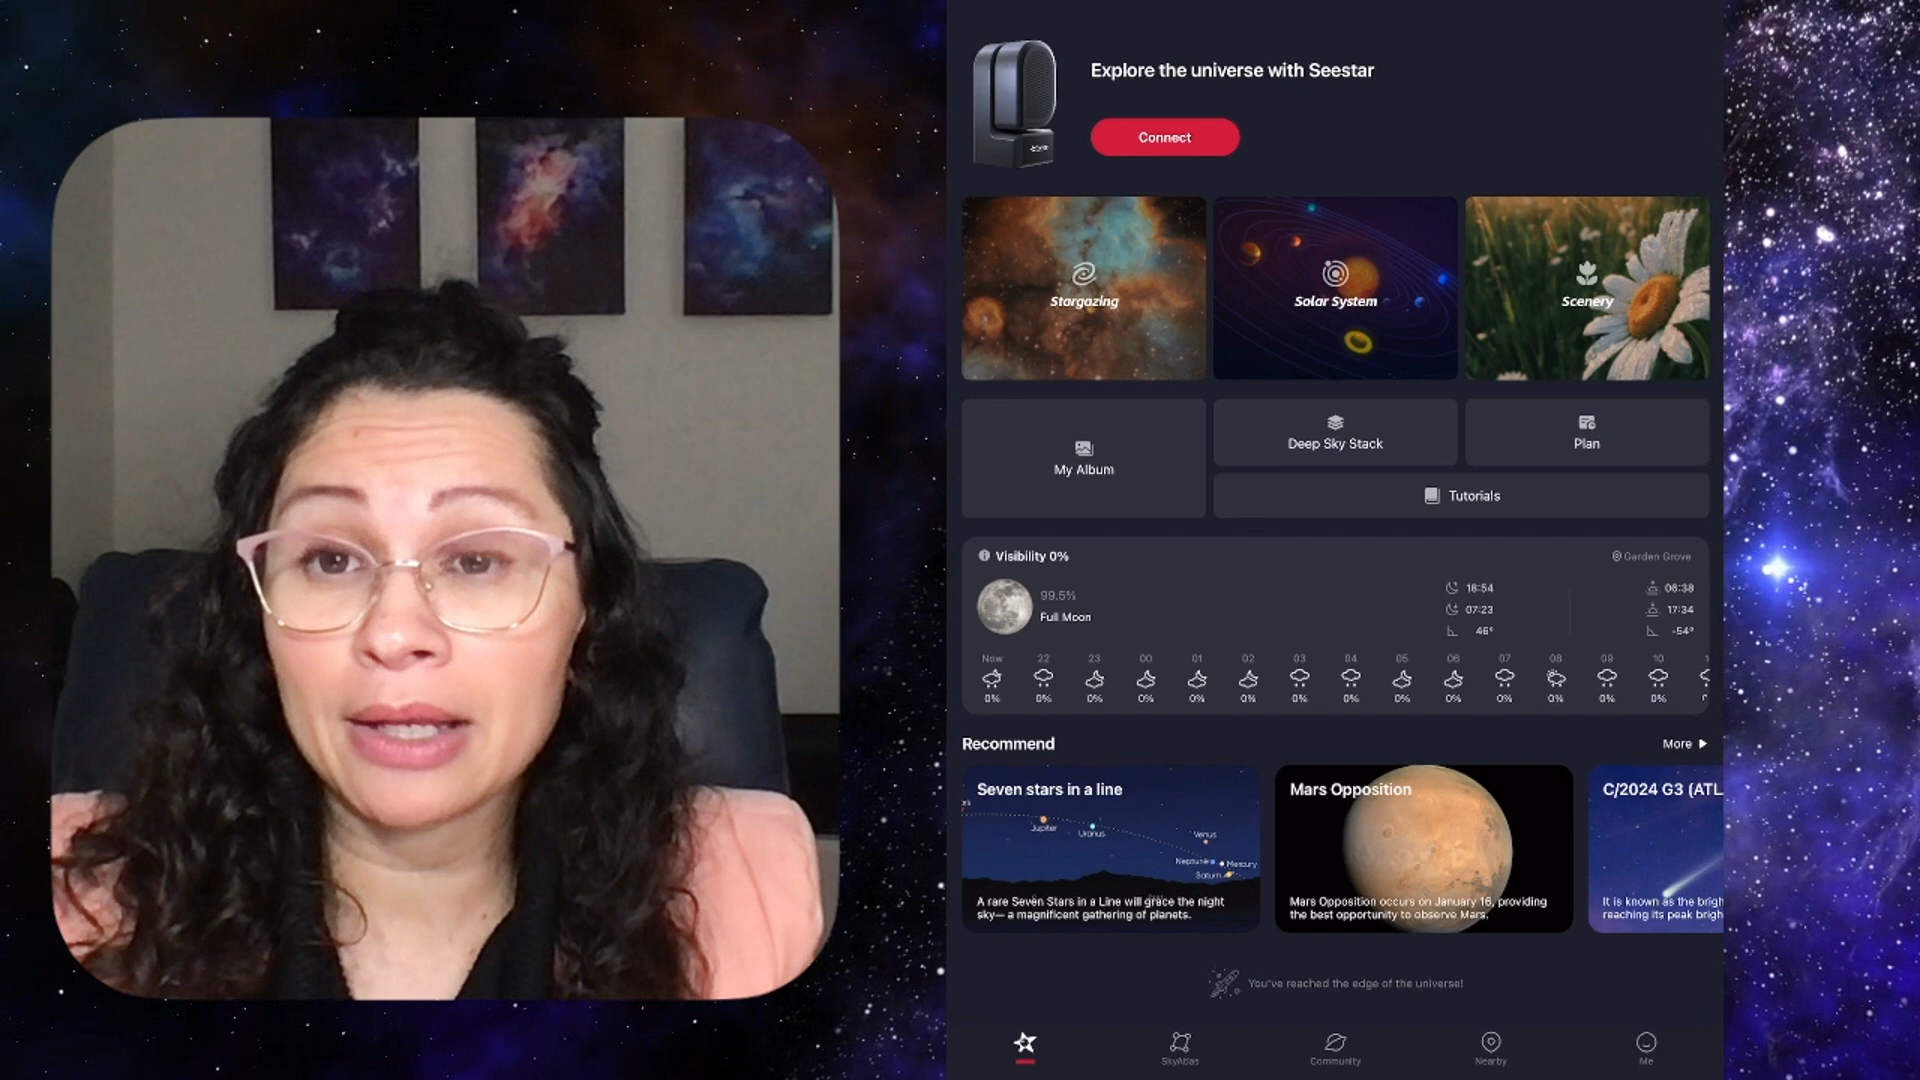 Explore the universe with Seestar
Connect
Stargazing
Solar System
Scenery
My Album
Deep Sky Stack
Plan
Tutorials
Visibility 0%
Garden Grove
99.5%
Full Moon
18:54
07:23
46°
06:38
17:34
-54°
Now 22 23 00 01 02 03 04 05 06 07 08 09 10 1
0% 0% 0% 0% 0% 0% 0% 0% 0% 0% 0% 0% 0% 0%
Recommend
More
Seven stars in a line
Jupiter
Uranus
Venus
Neptune
Mercury
Saturn
A rare Seven Stars in a Line will grace the night
sky— a magnificent gathering of planets.
Mars Opposition
Mars Opposition occurs on January 16, providing
the best opportunity to observe Mars.
C/2024 G3 (ATL
It is known as the brigh
reaching its peak brigh
You've reached the edge of the universe!
SkyAtlas
Community
Nearby
Me